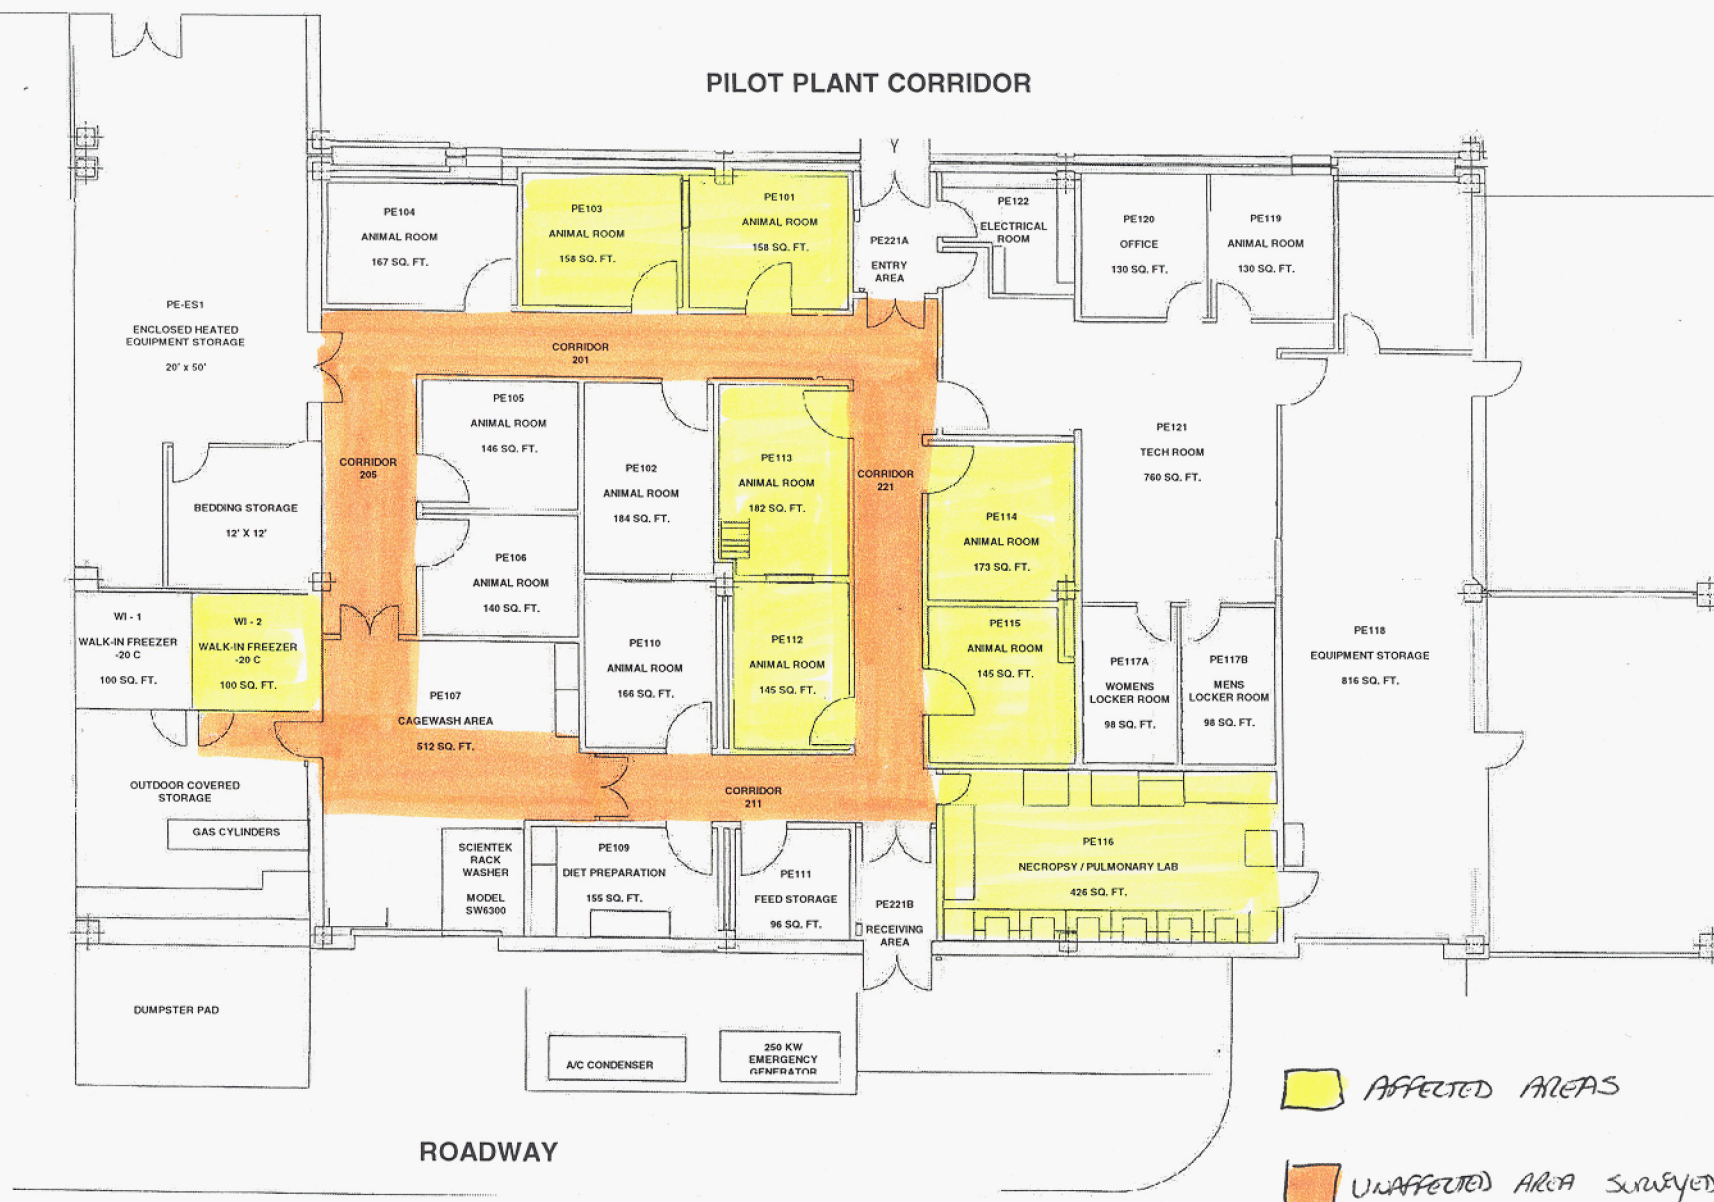 PILOT PLANT CORRIDOR
Y
PE104
ANIMAL ROOM
167 SQ. FT.
PE103
ANIMAL ROOM
158 SQ. FT.
PE101
ANIMAL ROOM
158 SQ. FT.
PE221A
ENTRY
AREA
PE122
ELECTRICAL
ROOM
PE120
OFFICE
130 SQ. FT.
PE119
ANIMAL ROOM
130 SQ. FT.
PE-ES1
ENCLOSED HEATED
EQUIPMENT STORAGE
20' x 50'
CORRIDOR
201
PE105
ANIMAL ROOM
146 SQ. FT.
PE102
ANIMAL ROOM
184 SQ. FT.
PE113
ANIMAL ROOM
182 SQ. FT.
CORRIDOR
205
CORRIDOR
221
PE121
TECH ROOM
760 SQ. FT.
BEDDING STORAGE
12' X 12'
PE106
ANIMAL ROOM
140 SQ. FT.
PE114
ANIMAL ROOM
173 SQ. FT.
WI - 1
WALK-IN FREEZER
-20 C
100 SQ. FT.
WI - 2
WALK-IN FREEZER
-20 C
100 SQ. FT.
PE107
CAGEWASH AREA
512 SQ. FT.
PE110
ANIMAL ROOM
166 SQ. FT.
PE112
ANIMAL ROOM
145 SQ. FT.
PE115
ANIMAL ROOM
145 SQ. FT.
PE117A
WOMENS
LOCKER ROOM
98 SQ. FT.
PE117B
MENS
LOCKER ROOM
98 SQ. FT.
PE118
EQUIPMENT STORAGE
816 SQ. FT.
OUTDOOR COVERED
STORAGE
GAS CYLINDERS
CORRIDOR
211
SCIENTEK
RACK
WASHER
MODEL
SW6300
PE109
DIET PREPARATION
155 SQ. FT.
PE111
FEED STORAGE
96 SQ. FT.
PE221B
RECEIVING
AREA
PE116
NECROPSY / PULMONARY LAB
426 SQ. FT.
DUMPSTER PAD
A/C CONDENSER
250 KW
EMERGENCY
GENERATOR
AFFECTED AREAS
ROADWAY
UNAFFECTED AREA SURVEYED